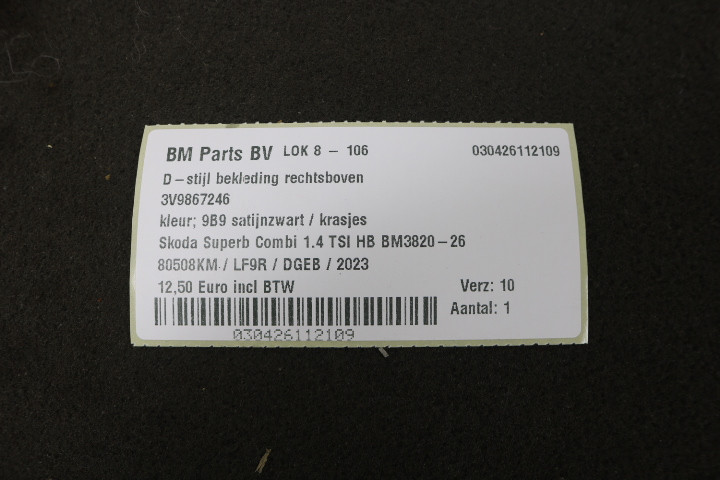 BM Parts BV LOK 8 - 106 030426112109
D-stijl bekleding rechtsboven
3V9867246
kleur; 9B9 satijnzwart / krasjes
Skoda Superb Combi 1.4 TSI HB BM3820-26
80508KM / LF9R / DGEB / 2023
12,50 Euro incl BTW Verz: 10
Aantal: 1
030426112109